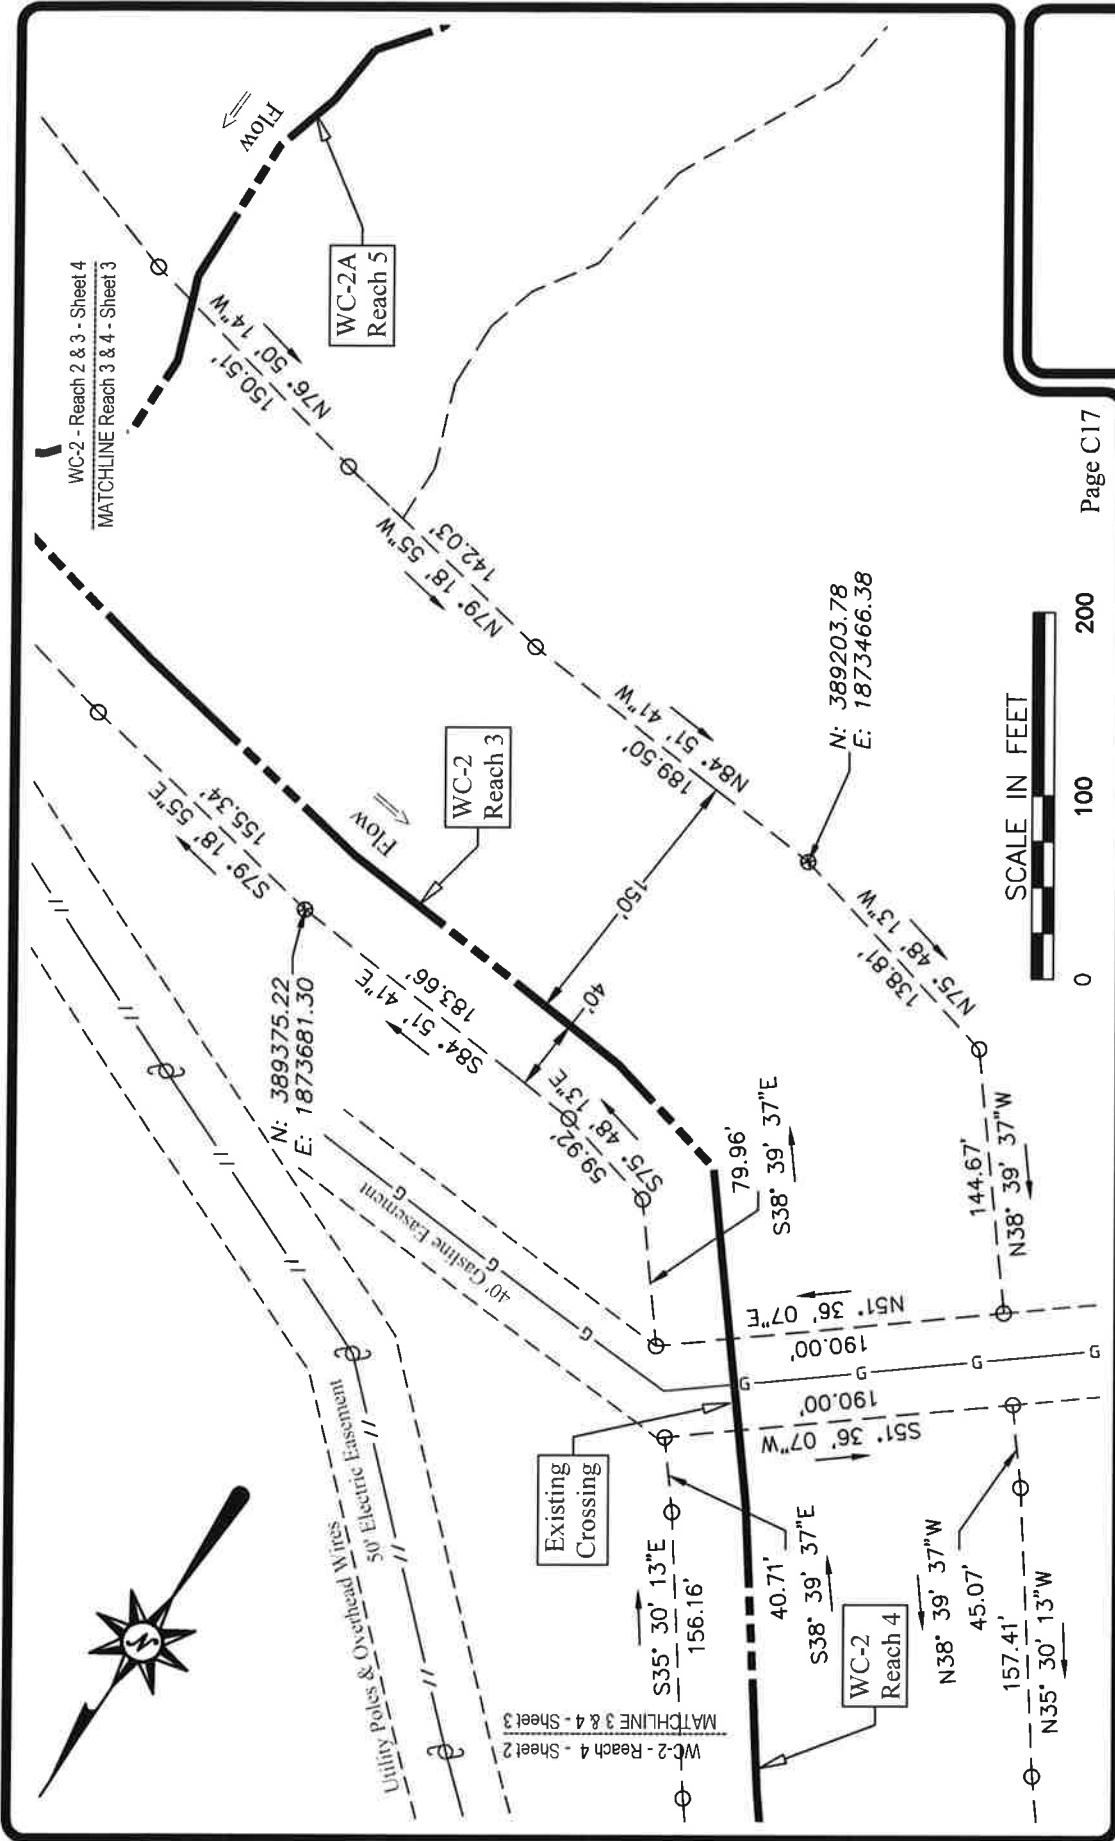 Flow
WC-2 - Reach 2 & 3 - Sheet 4
MATCHLINE Reach 3 & 4 - Sheet 3
WC-2A
Reach 5
N76° 50' 14"W
150.51'
N79° 18' 55"W
142.03'
S79° 18' 55"E
155.34'
Flow
WC-2
Reach 3
N84° 51' 41"W
189.50'
N: 389203.78
E: 1873466.38
N: 389375.22
E: 1873681.30
S84° 51' 41"E
183.66'
150'
40'
N75° 48' 13"W
138.81'
59.92'
S75° 48' 13"E
79.96'
S38° 39' 37"E
144.67'
N38° 39' 37"W
40' Gasline Easement
G
G
G
G
G
G
G
N51° 36' 07"E
190.00'
190.00'
S51° 36' 07"W
Existing
Crossing
Utility Poles & Overhead Wires
50' Electric Easement
S35° 30' 13"E
156.16'
40.71'
S38° 39' 37"E
N38° 39' 37"W
45.07'
157.41'
N35° 30' 13"W
WC-2
Reach 4
WC-2 - Reach 4 - Sheet 2
MATCHLINE 3 & 4 - Sheet 3
N
SCALE IN FEET
0
100
200
Page C17